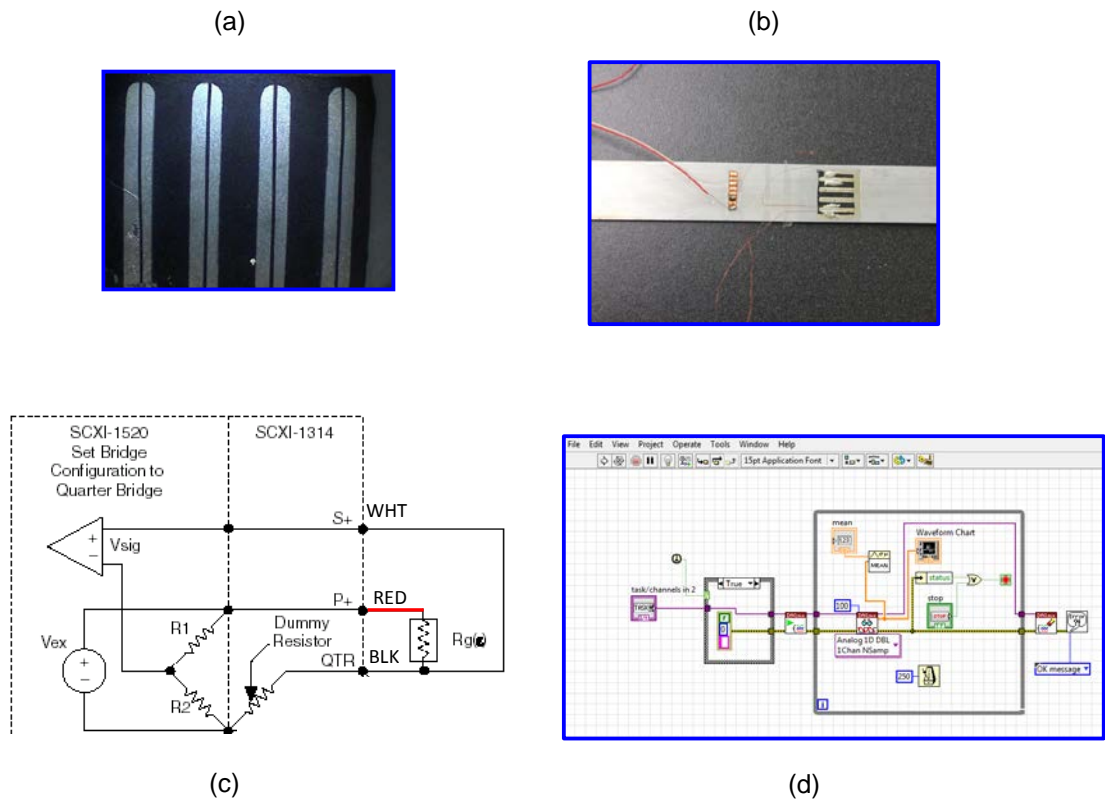 (a)
(b)
SCXI-1520
Set Bridge
Configuration to
Quarter Bridge
SCXI-1314
S+
WHT
Vsig
P+
RED
R1
Dummy
Resistor
Vex
QTR
BLK
R2
File Edit View Project Operate Tools Window Help
15pt Application Font
mean
Waveform Chart
MEAN
True
status
task/channels in 2
stop
100
Analog 1D DBL
1Chan NSamp
250
OK message
i
(c)
(d)